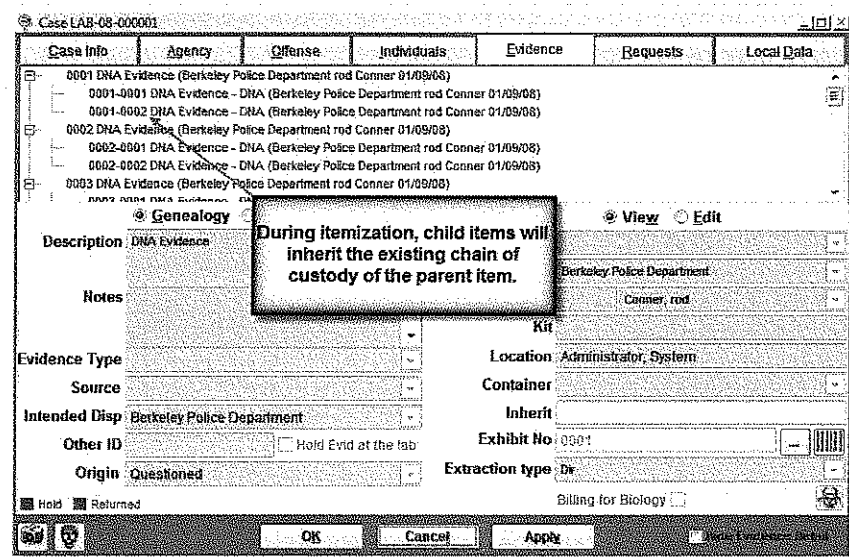 Case LAB-08-000001
Case Info Agency Offense Individuals Evidence Requests Local Data
0001 DNA Evidence (Berkeley Police Department rod Conner 01/09/08)
0001-0001 DNA Evidence - DNA (Berkeley Police Department rod Conner 01/09/08)
0001-0002 DNA Evidence - DNA (Berkeley Police Department rod Conner 01/09/08)
0002 DNA Evidence (Berkeley Police Department rod Conner 01/09/08)
0002-0001 DNA Evidence - DNA (Berkeley Police Department rod Conner 01/09/08)
0002-0002 DNA Evidence - DNA (Berkeley Police Department rod Conner 01/09/08)
0003 DNA Evidence (Berkeley Police Department rod Conner 01/09/08)
Genealogy View Edit
During itemization, child items will
inherit the existing chain of
custody of the parent item.
Description DNA Evidence
Berkeley Police Department
Notes Conner, rod
Kit
Evidence Type Location Administrator, System
Source Container
Intended Disp Berkeley Police Department Inherit
Other ID Hold Evid at the lab Exhibit No 0001 ...
Origin Questioned Extraction type Dir
Hold Returned Billing for Biology
OK Cancel Apply